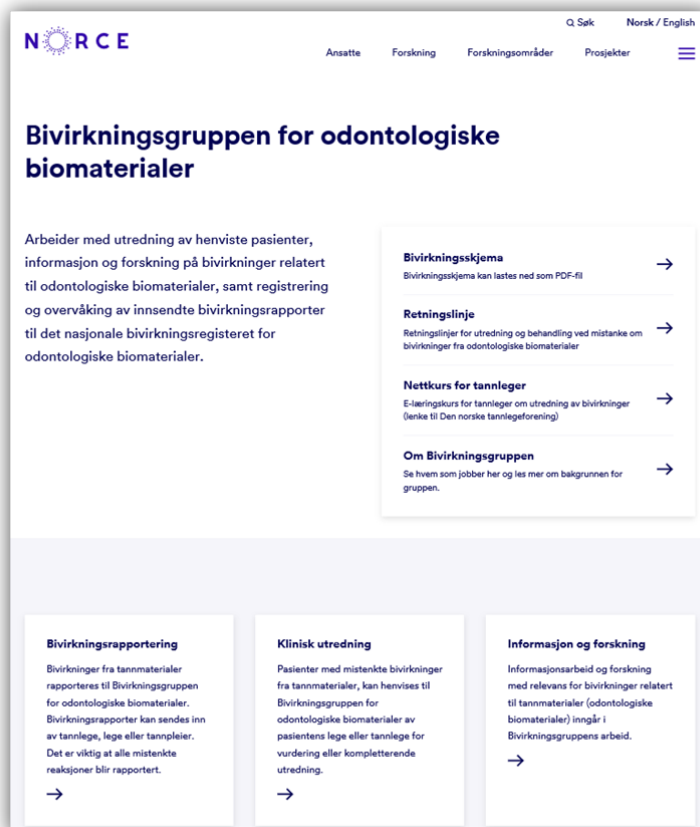 Søk
Norsk / English
NORCE
Ansatte
Forskning
Forskningsområder
Prosjekter
Bivirkningsgruppen for odontologiske
biomaterialer
Arbeider med utredning av henviste pasienter,
informasjon og forskning på bivirkninger relatert
til odontologiske biomaterialer, samt registrering
og overvåking av innsendte bivirkningsrapporter
til det nasjonale bivirkningsregisteret for
odontologiske biomaterialer.
Bivirkningsskjema
Bivirkningsskjema kan lastes ned som PDF-fil
Retningslinje
Retningslinjer for utredning og behandling ved mistanke om
bivirkninger fra odontologiske biomaterialer
Nettkurs for tannleger
E-læringskurs for tannleger om utredning av bivirkninger
(lenke til Den norske tannlegeforening)
Om Bivirkningsgruppen
Se hvem som jobber her og les mer om bakgrunnen for
gruppen.
Bivirkningsrapportering
Bivirkninger fra tannmaterialer
rapporteres til Bivirkningsgruppen
for odontologiske biomaterialer.
Bivirkningsrapporter kan sendes inn
av tannlege, lege eller tannpleier.
Det er viktig at alle mistenkte
reaksjoner blir rapportert.
Klinisk utredning
Pasienter med mistenkte bivirkninger
fra tannmaterialer, kan henvises til
Bivirkningsgruppen for
odontologiske biomaterialer av
pasientens lege eller tannlege for
vurdering eller kompletterende
utredning.
Informasjon og forskning
Informasjonsarbeid og forskning
med relevans for bivirkninger relatert
til tannmaterialer (odontologiske
biomaterialer) inngår i
Bivirkningsgruppens arbeid.